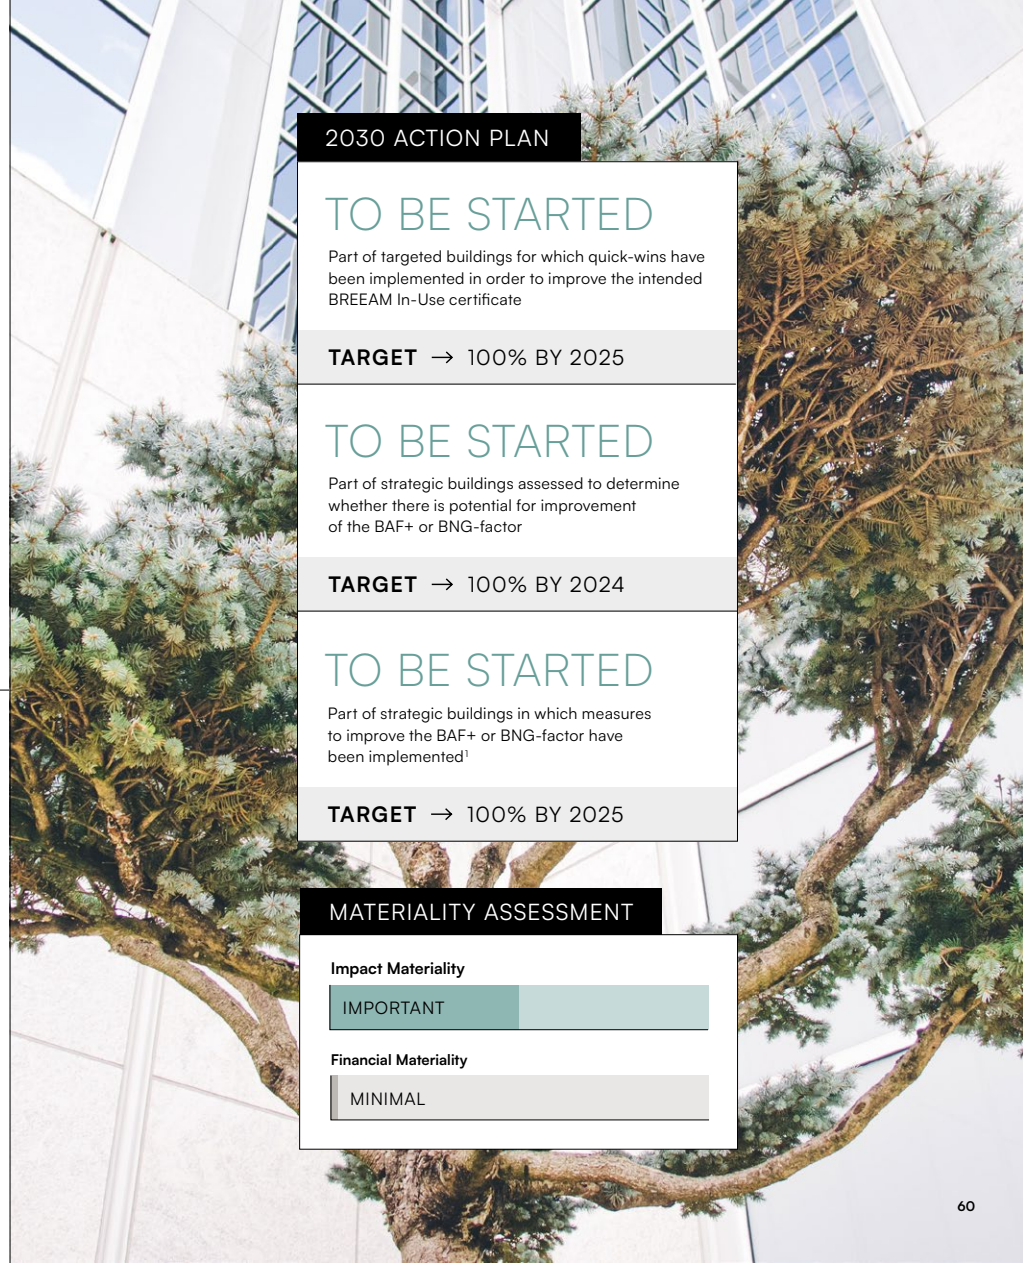 2030 ACTION PLAN
TO BE STARTED
Part of targeted buildings for which quick-wins have
been implemented in order to improve the intended
BREEAM In-Use certificate
TARGET → 100% BY 2025
TO BE STARTED
Part of strategic buildings assessed to determine
whether there is potential for improvement
of the BAF+ or BNG-factor
TARGET → 100% BY 2024
TO BE STARTED
Part of strategic buildings in which measures
to improve the BAF+ or BNG-factor have
been implemented¹
TARGET → 100% BY 2025
MATERIALITY ASSESSMENT
Impact Materiality
IMPORTANT
Financial Materiality
MINIMAL
60